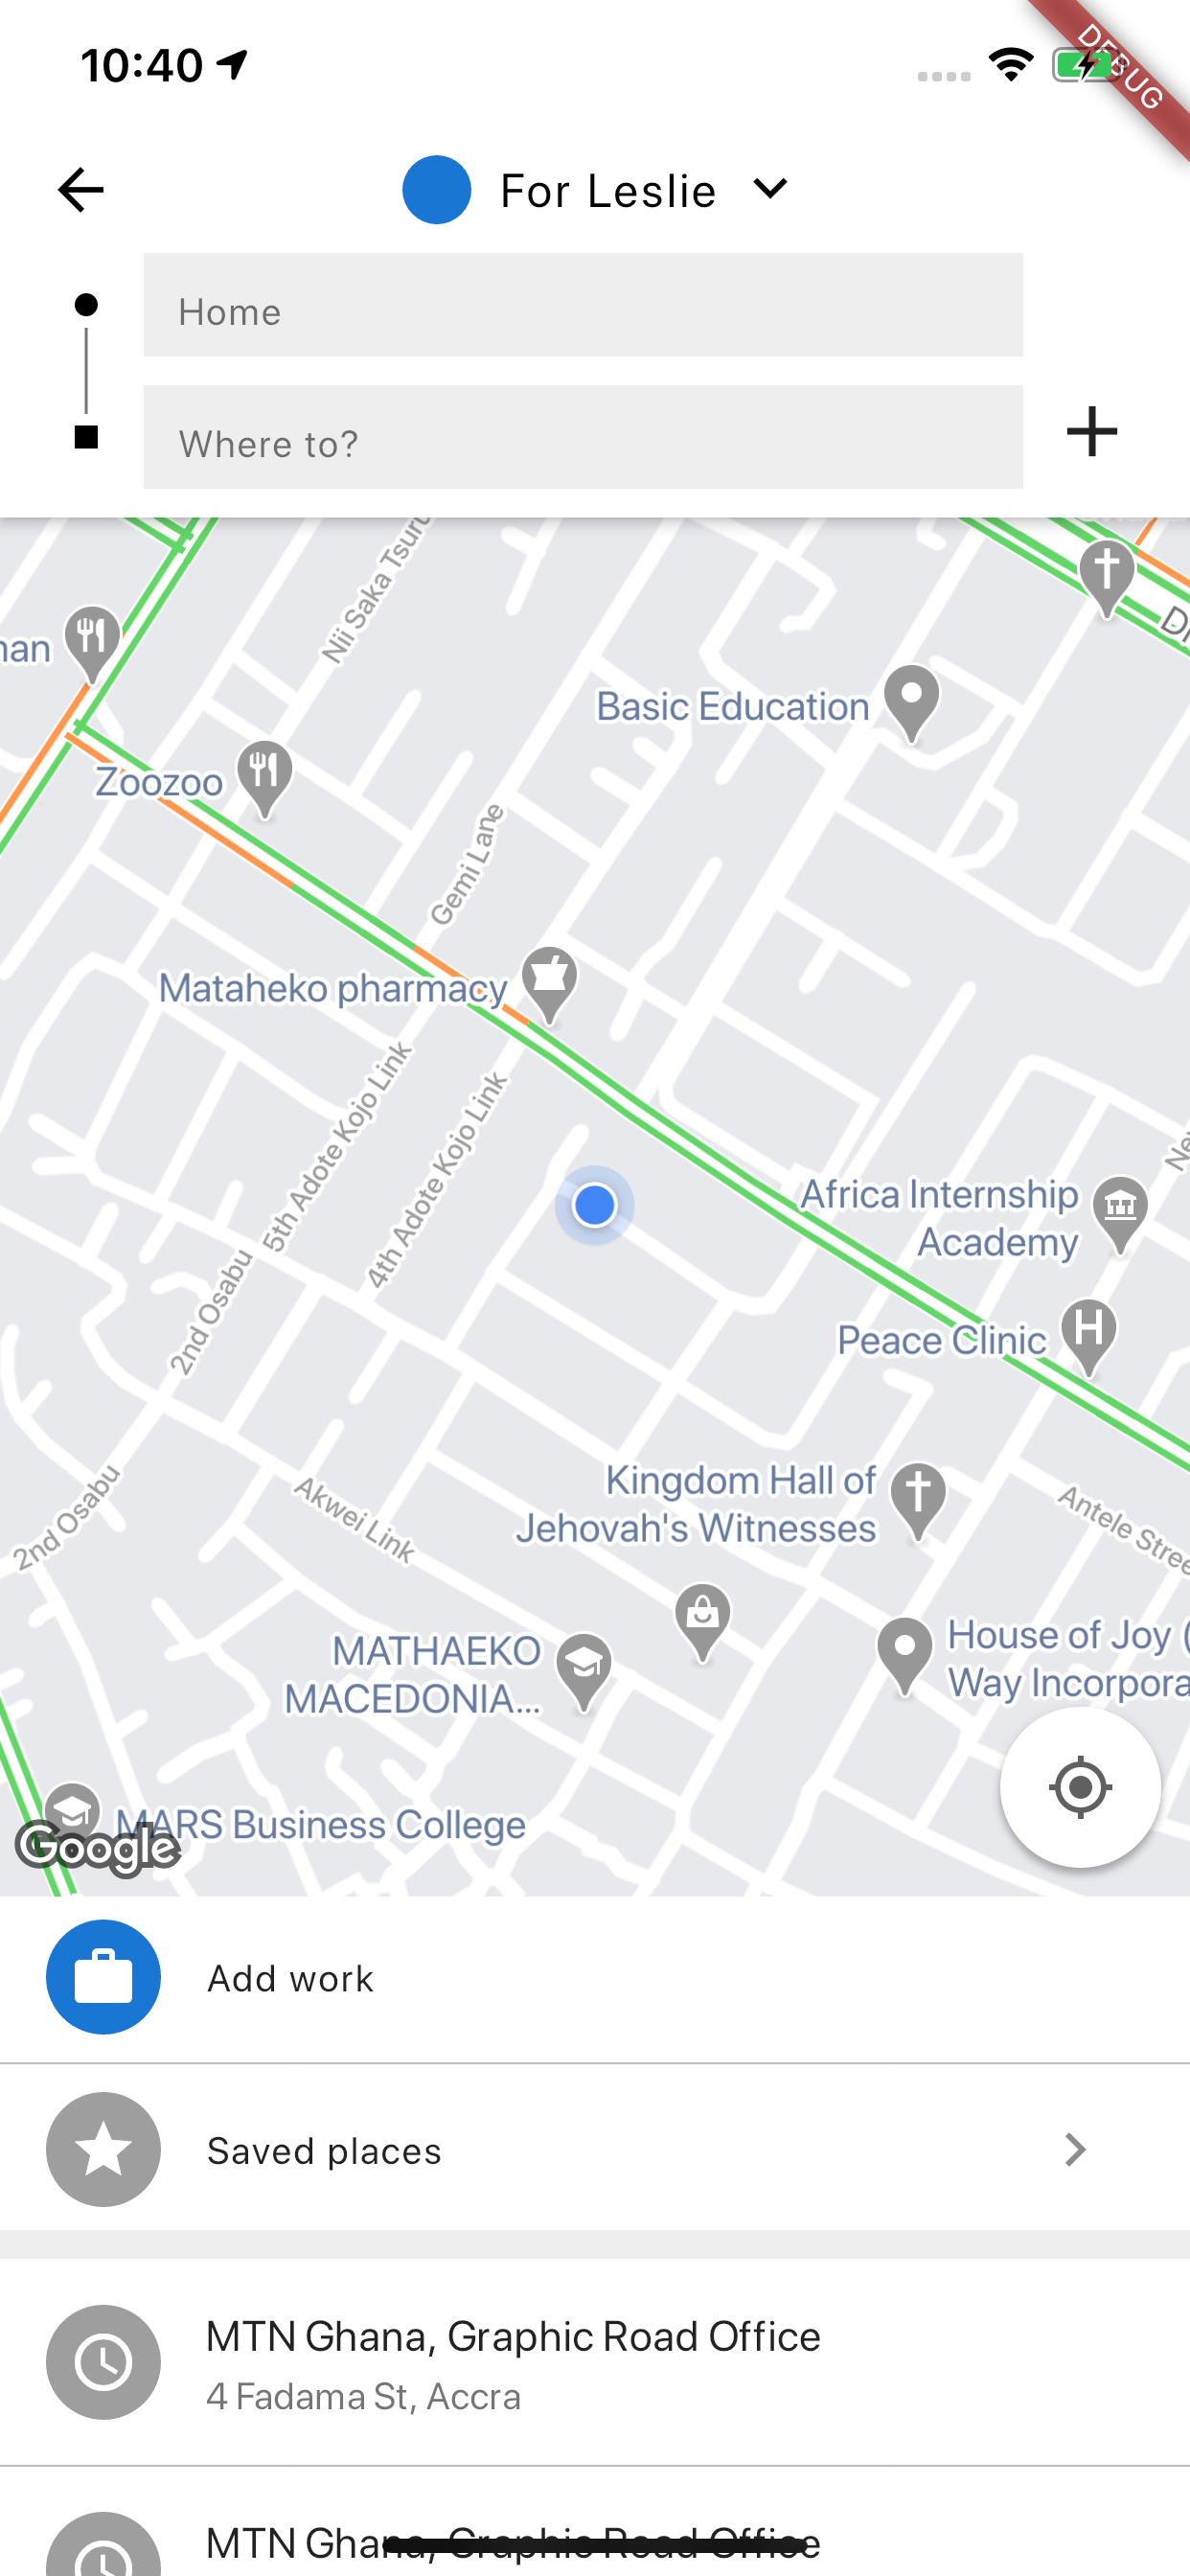 10:40
DEBUG
For Leslie
Home
Where to?
Nii Saka Tsuru
Basic Education
Zoozoo
Gemi Lane
Mataheko pharmacy
5th Adote Kojo Link
4th Adote Kojo Link
Africa Internship
Academy
2nd Osabu
Peace Clinic
Kingdom Hall of
Jehovah's Witnesses
2nd Osabu
Akwei Link
Antele Stree
MATHAEKO
MACEDONIA...
House of Joy (
Way Incorpora
MARS Business College
Google
Add work
Saved places
MTN Ghana, Graphic Road Office
4 Fadama St, Accra
MTN Ghana, Graphic Road Office